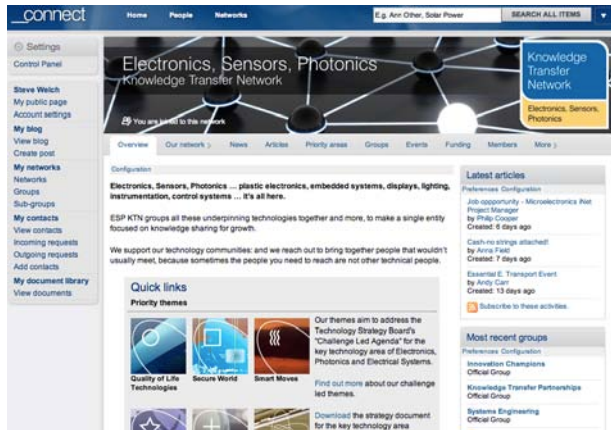 _connect
Home People Networks
E.g. Ann Other, Solar Power
SEARCH ALL ITEMS
Settings
Control Panel
Steve Welch
My public page
Account settings
My blog
View blog
Create post
My networks
Networks
Groups
Sub-groups
My contacts
View contacts
Incoming requests
Outgoing requests
Add contacts
My document library
View documents
Electronics, Sensors, Photonics
Knowledge Transfer Network
You are joined to this network
Knowledge
Transfer
Network
Electronics, Sensors,
Photonics
Overview Our network > News Articles Priority areas Groups Events Funding Members More >
Configuration
Electronics, Sensors, Photonics ... plastic electronics, embedded systems, displays, lighting,
instrumentation, control systems ... it's all here.
ESP KTN groups all these underpinning technologies together and more, to make a single entity
focused on knowledge sharing for growth.
We support our technology communities: and we reach out to bring together people that wouldn't
usually meet, because sometimes the people you need to reach are not other technical people.
Quick links
Priority themes
Quality of Life
Technologies
Secure World
Smart Moves
Our themes aim to address the
Technology Strategy Board's
"Challenge Led Agenda" for the
key technology area of Electronics,
Photonics and Electrical Systems.
Find out more about our challenge
led themes.
Download the strategy document
for the key technology area
Latest articles
Preferences Configuration
Job opportunity - Microelectronics iNet
Project Manager
by Philip Cooper
Created: 6 days ago
Cash-no strings attached!
by Anna Field
Created: 7 days ago
Essential E. Transport Event
by Andy Carr
Created: 13 days ago
Subscribe to these activities.
Most recent groups
Preferences Configuration
Innovation Champions
Official Group
Knowledge Transfer Partnerships
Official Group
Systems Engineering
Official Group